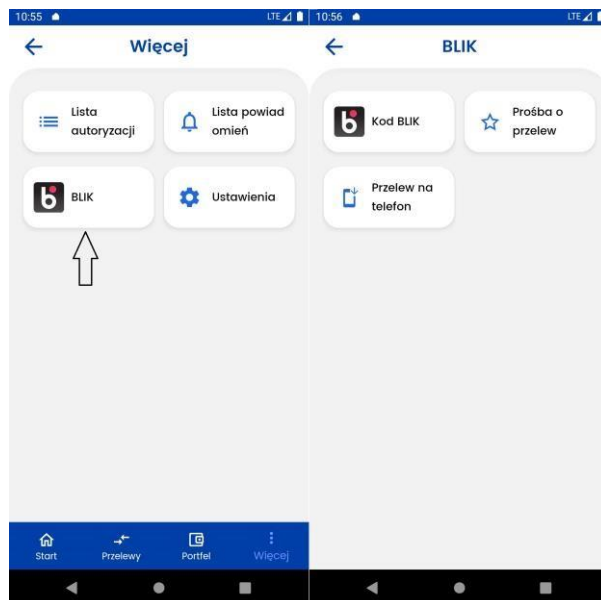 10:55 LTE
Więcej
Lista
autoryzacji
Lista powiad
omień
BLIK
Ustawienia
Start
Przelewy
Portfel
Więcej
10:56 LTE
BLIK
Kod BLIK
Prośba o
przelew
Przelew na
telefon